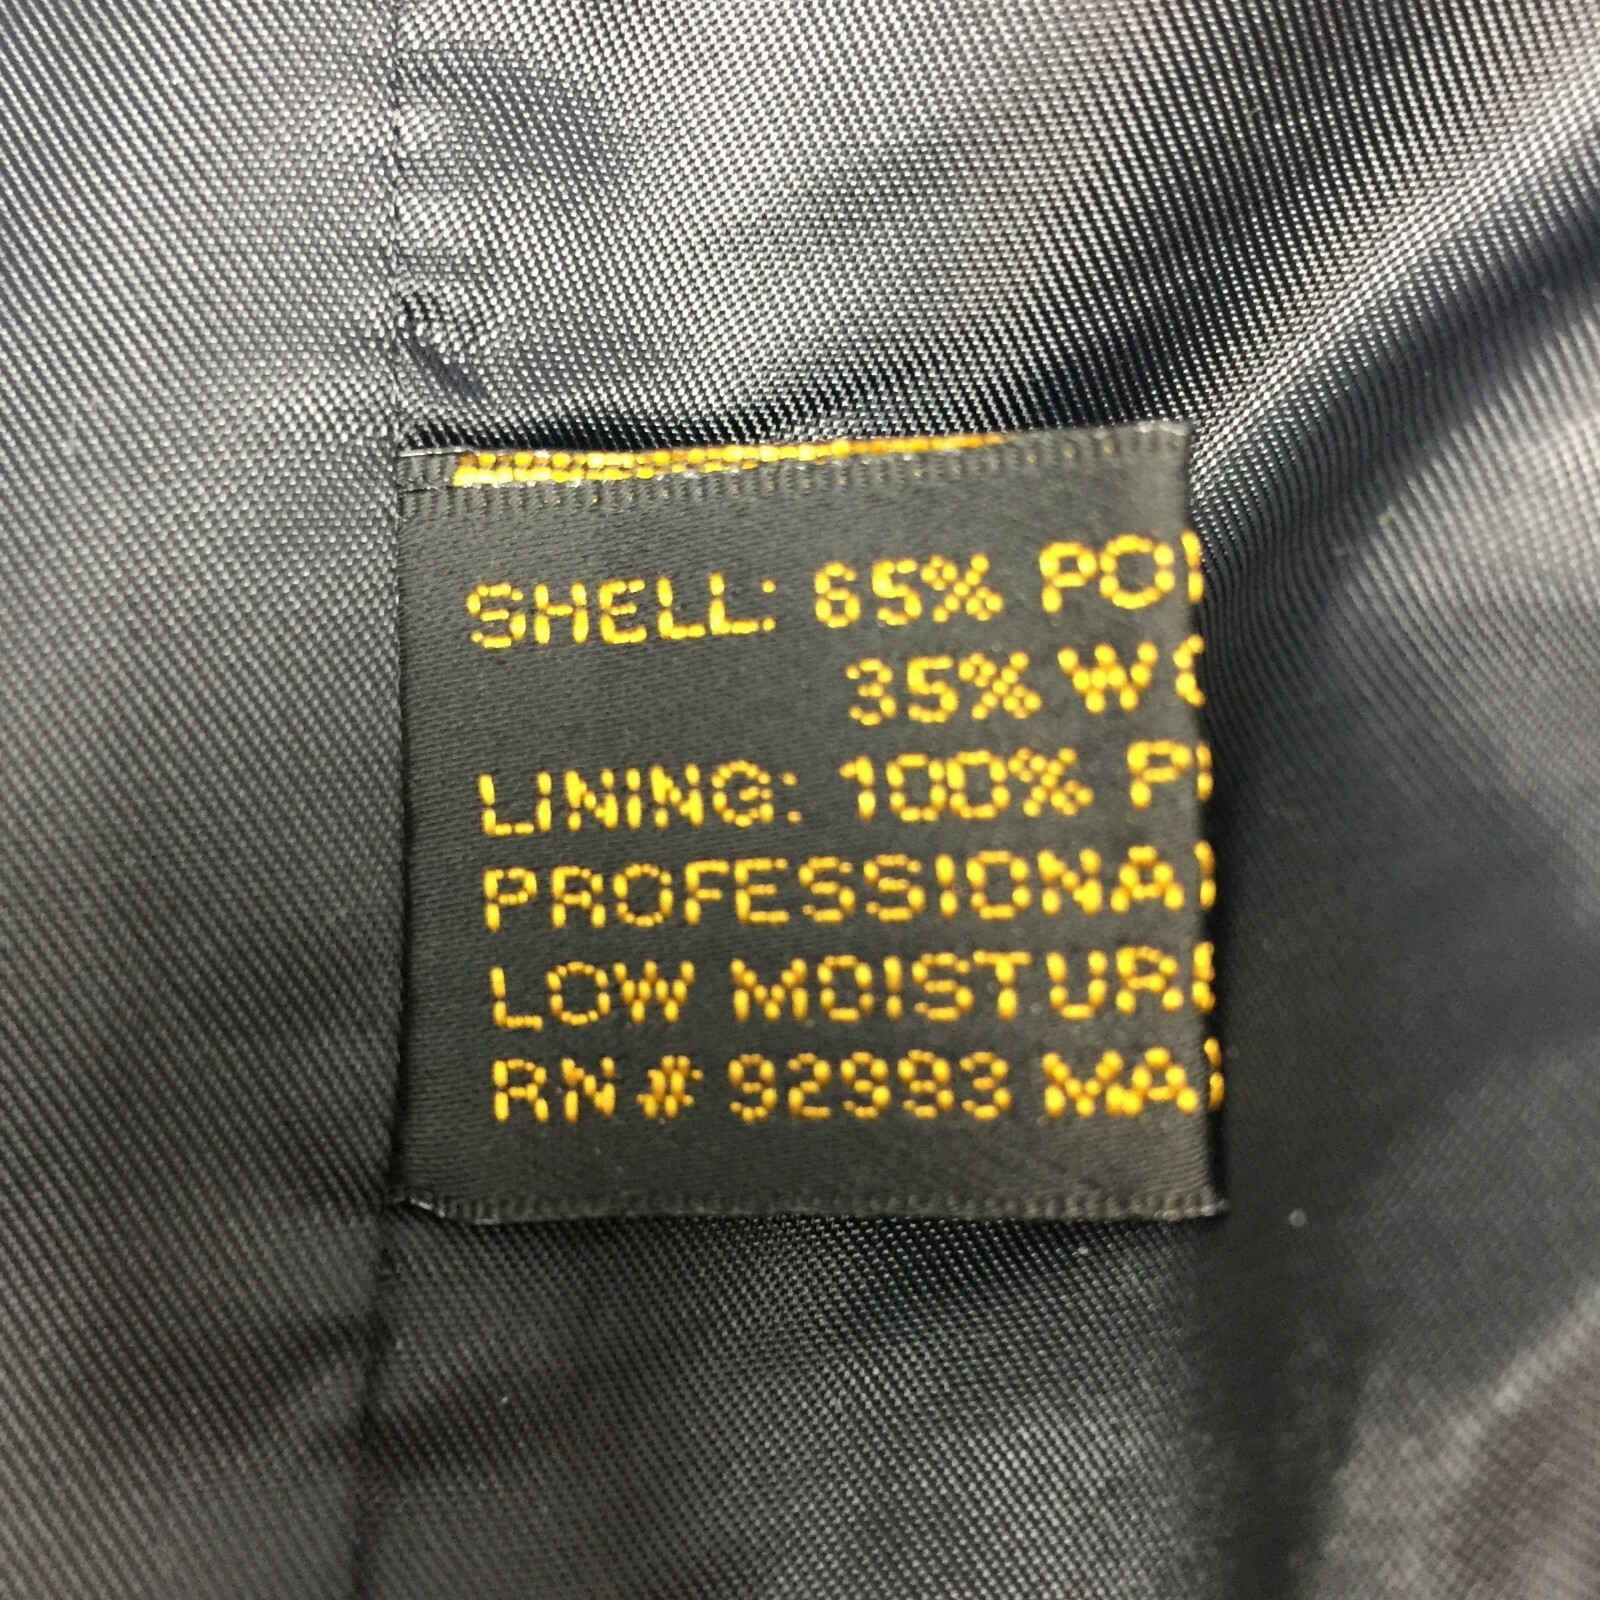 SHELL: 65% PO
35% W
LINING: 100% P
PROFESSIONA
LOW MOISTUR
RN# 92993 MA